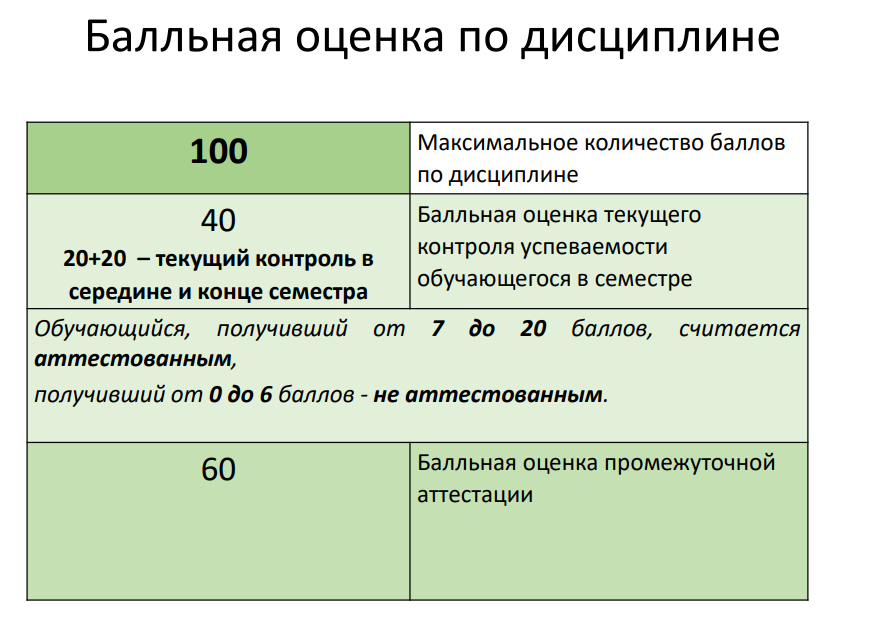 Балльная оценка по дисциплине
100
Максимальное количество баллов
по дисциплине
40
20+20 – текущий контроль в
середине и конце семестра
Балльная оценка текущего
контроля успеваемости
обучающегося в семестре
Обучающийся, получивший от 7 до 20 баллов, считается
аттестованным,
получивший от 0 до 6 баллов - не аттестованным.
60
Балльная оценка промежуточной
аттестации